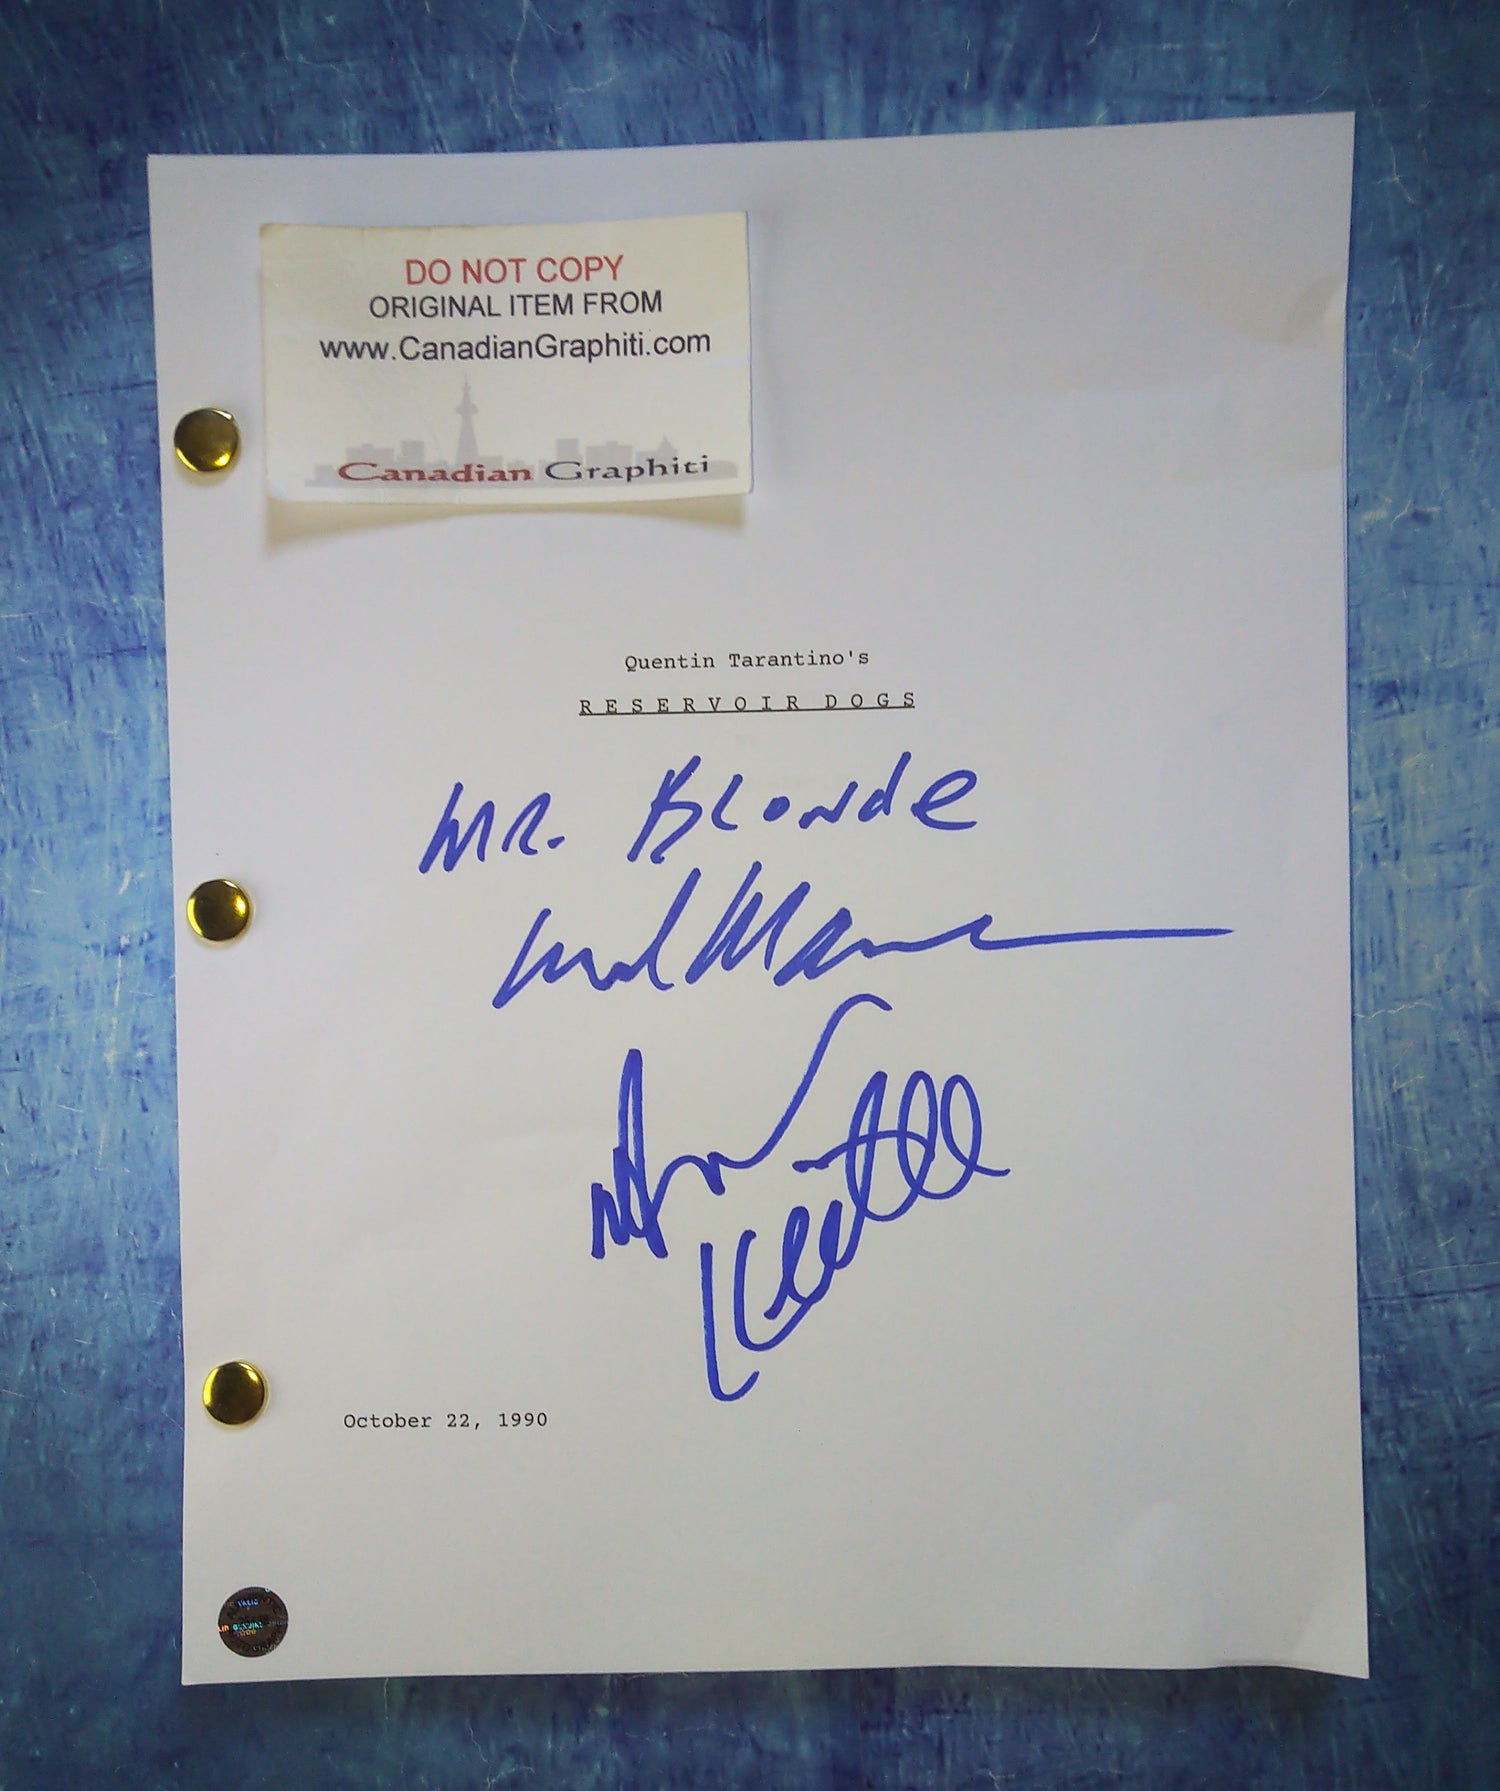 DO NOT COPY
ORIGINAL ITEM FROM
www.CanadianGraphiti.com
Canadian Graphiti
Quentin Tarantino's
RESERVOIR DOGS
MR. BLONDE
October 22, 1990